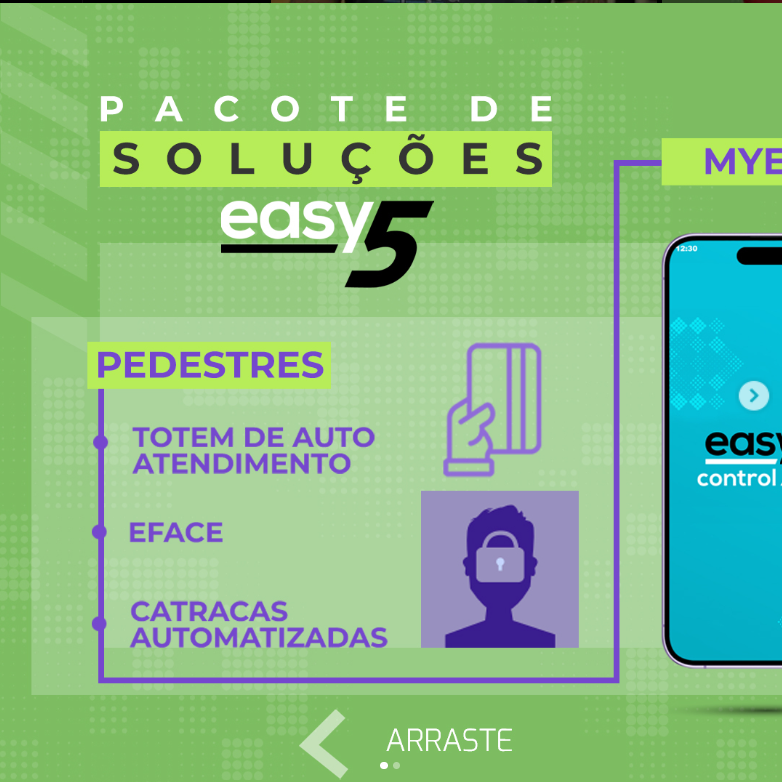 PACOTE DE
SOLUÇÕES
easy5
PEDESTRES
TOTEM DE AUTO
ATENDIMENTO
EFACE
CATRACAS
AUTOMATIZADAS
MYE
12:30
easy
control
ARRASTE